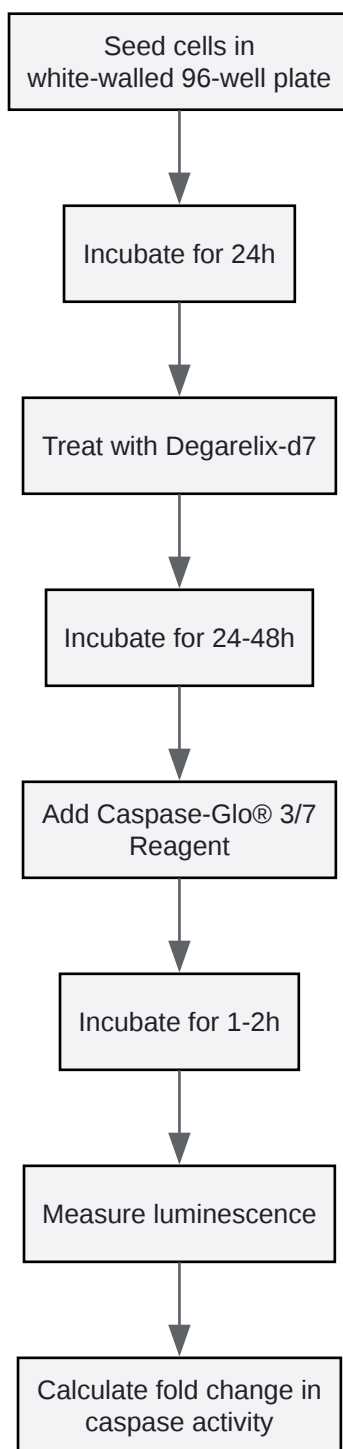 Seed cells in
white-walled 96-well plate
Incubate for 24h
Treat with Degarelix-d7
Incubate for 24-48h
Add Caspase-Glo® 3/7
Reagent
Incubate for 1-2h
Measure luminescence
Calculate fold change in
caspase activity